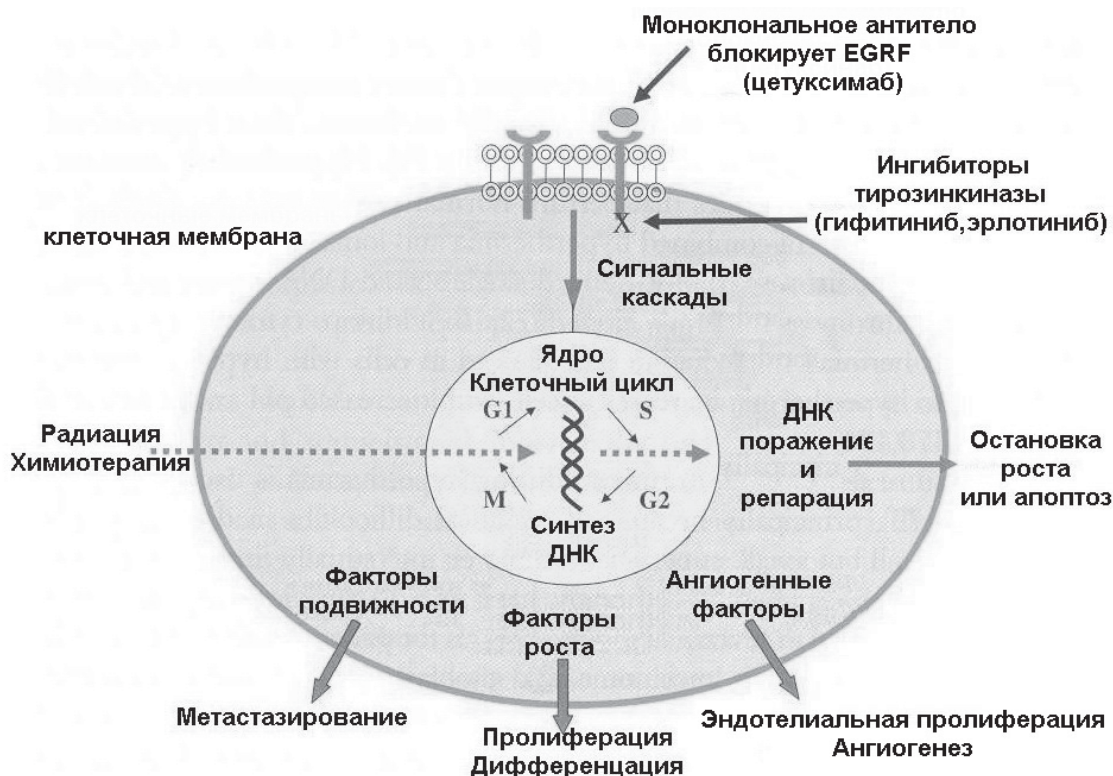 Моноклональное антитело
блокирует EGRF
(цетуксимаб)
Ингибиторы
тирозинкиназы
(гифитиниб,эрлотиниб)
X
клеточная мембрана
Сигнальные
каскады
Ядро
Клеточный цикл
G1
S
Радиация
Химиотерапия
ДНК
поражение
и
репарация
Остановка
роста
или апоптоз
M
G2
Синтез
ДНК
Факторы
подвижности
Факторы
роста
Ангиогенные
факторы
Метастазирование
Пролиферация
Дифференцация
Эндотелиальная пролиферация
Ангиогенез